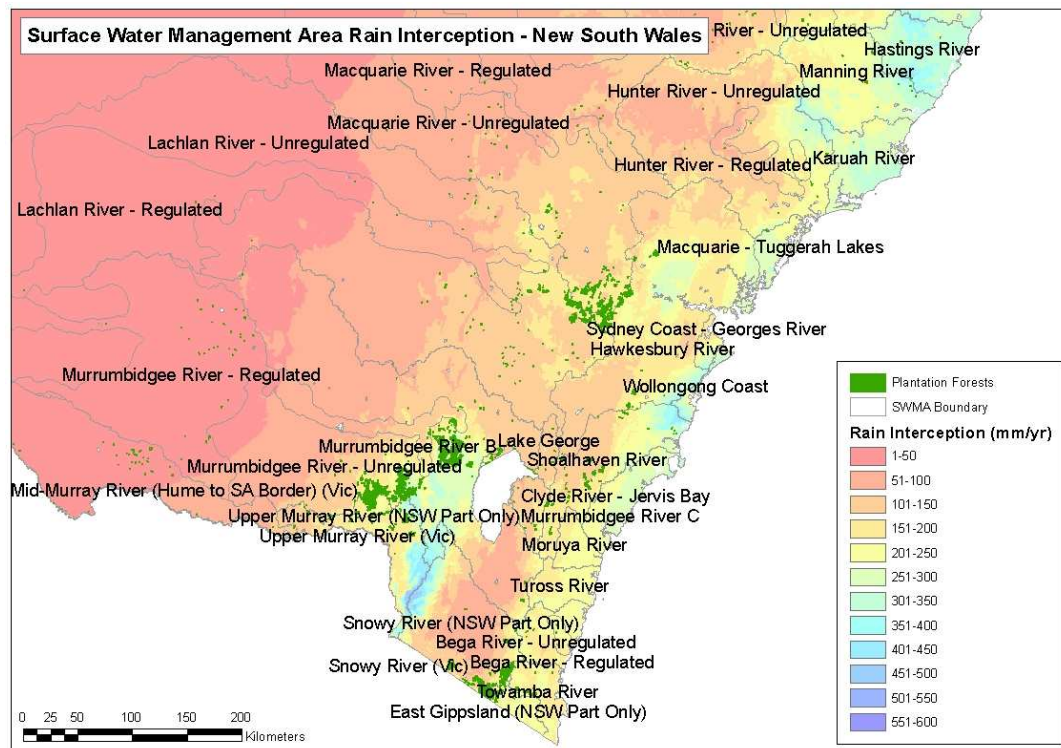 Surface Water Management Area Rain Interception - New South Wales
River - Unregulated
Hastings River
Macquarie River - Regulated
Manning River
Hunter River - Unregulated
Macquarie River - Unregulated
Lachlan River - Unregulated
Hunter River - Regulated
Karuah River
Lachlan River - Regulated
Macquarie - Tuggerah Lakes
Sydney Coast - Georges River
Hawkesbury River
Murrumbidgee River - Regulated
Wollongong Coast
Murrumbidgee River B
Lake George
Murrumbidgee River - Unregulated
Shoalhaven River
Mid-Murray River (Hume to SA Border) (Vic)
Clyde River - Jervis Bay
Upper Murray River (NSW Part Only)
Murrumbidgee River C
Upper Murray River (Vic)
Moruya River
Tuross River
Snowy River (NSW Part Only)
Bega River - Unregulated
Snowy River (Vic)
Bega River - Regulated
Towamba River
East Gippsland (NSW Part Only)
Plantation Forests
SWMA Boundary
Rain Interception (mm/yr)
1-50
51-100
101-150
151-200
201-250
251-300
301-350
351-400
401-450
451-500
501-550
551-600
0 25 50 100 150 200
Kilometers